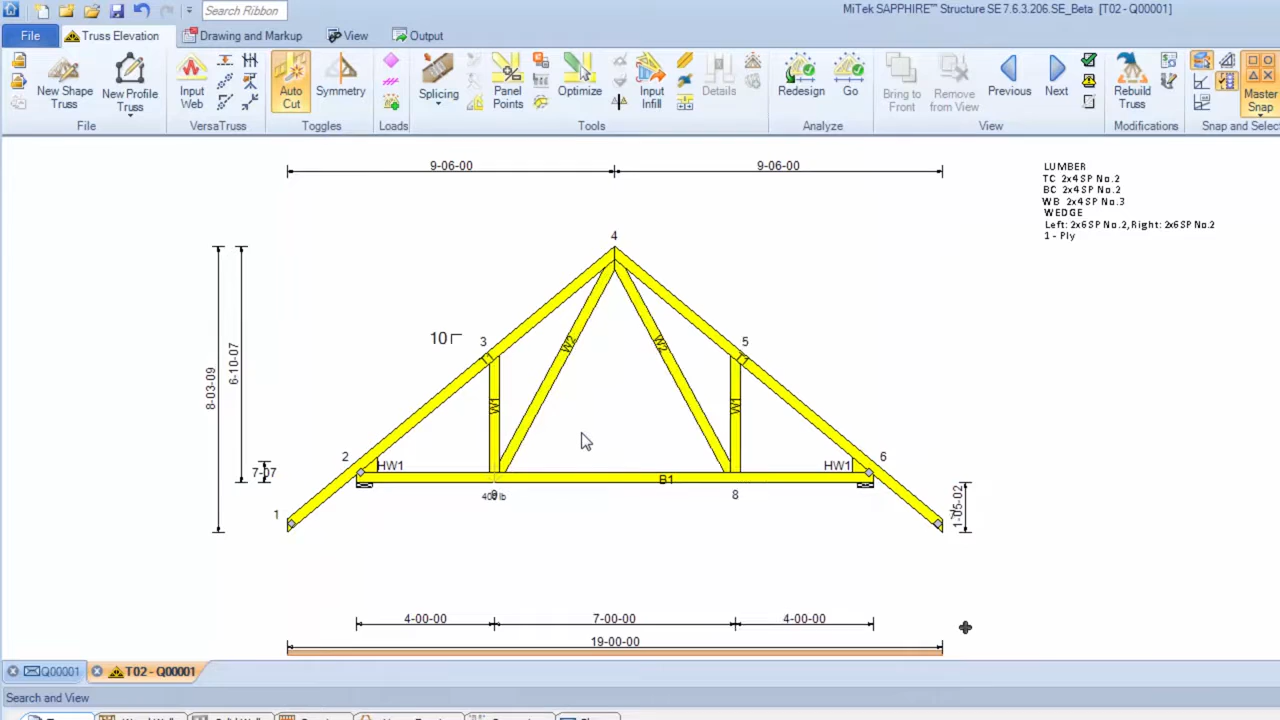 Search Ribbon
MiTek SAPPHIRE™ Structure SE 7.6.3.206.SE_Beta [T02 - Q00001]
File
Truss Elevation
Drawing and Markup
View
Output
New Shape Truss
New Profile Truss
Input Web
Auto Cut
Symmetry
Splicing
Panel Points
Optimize
Input Infill
Details
Redesign
Go
Bring to Front
Remove from View
Previous
Next
Rebuild Truss
Master Snap
File
VersaTruss
Toggles
Loads
Tools
Analyze
View
Modifications
Snap and Select
9-06-00
9-06-00
LUMBER
TC 2x4 SP No.2
BC 2x4 SP No.2
WB 2x4 SP No.3
WEDGE
Left: 2x6 SP No.2, Right: 2x6 SP No.2
1 - Ply
4
10
3
5
W2
W2
6-10-07
8-03-09
W1
W1
2
6
HW1
HW1
7-07
B1
8
1
1-05-02
4-00-00
7-00-00
4-00-00
19-00-00
Q00001
T02 - Q00001
Search and View